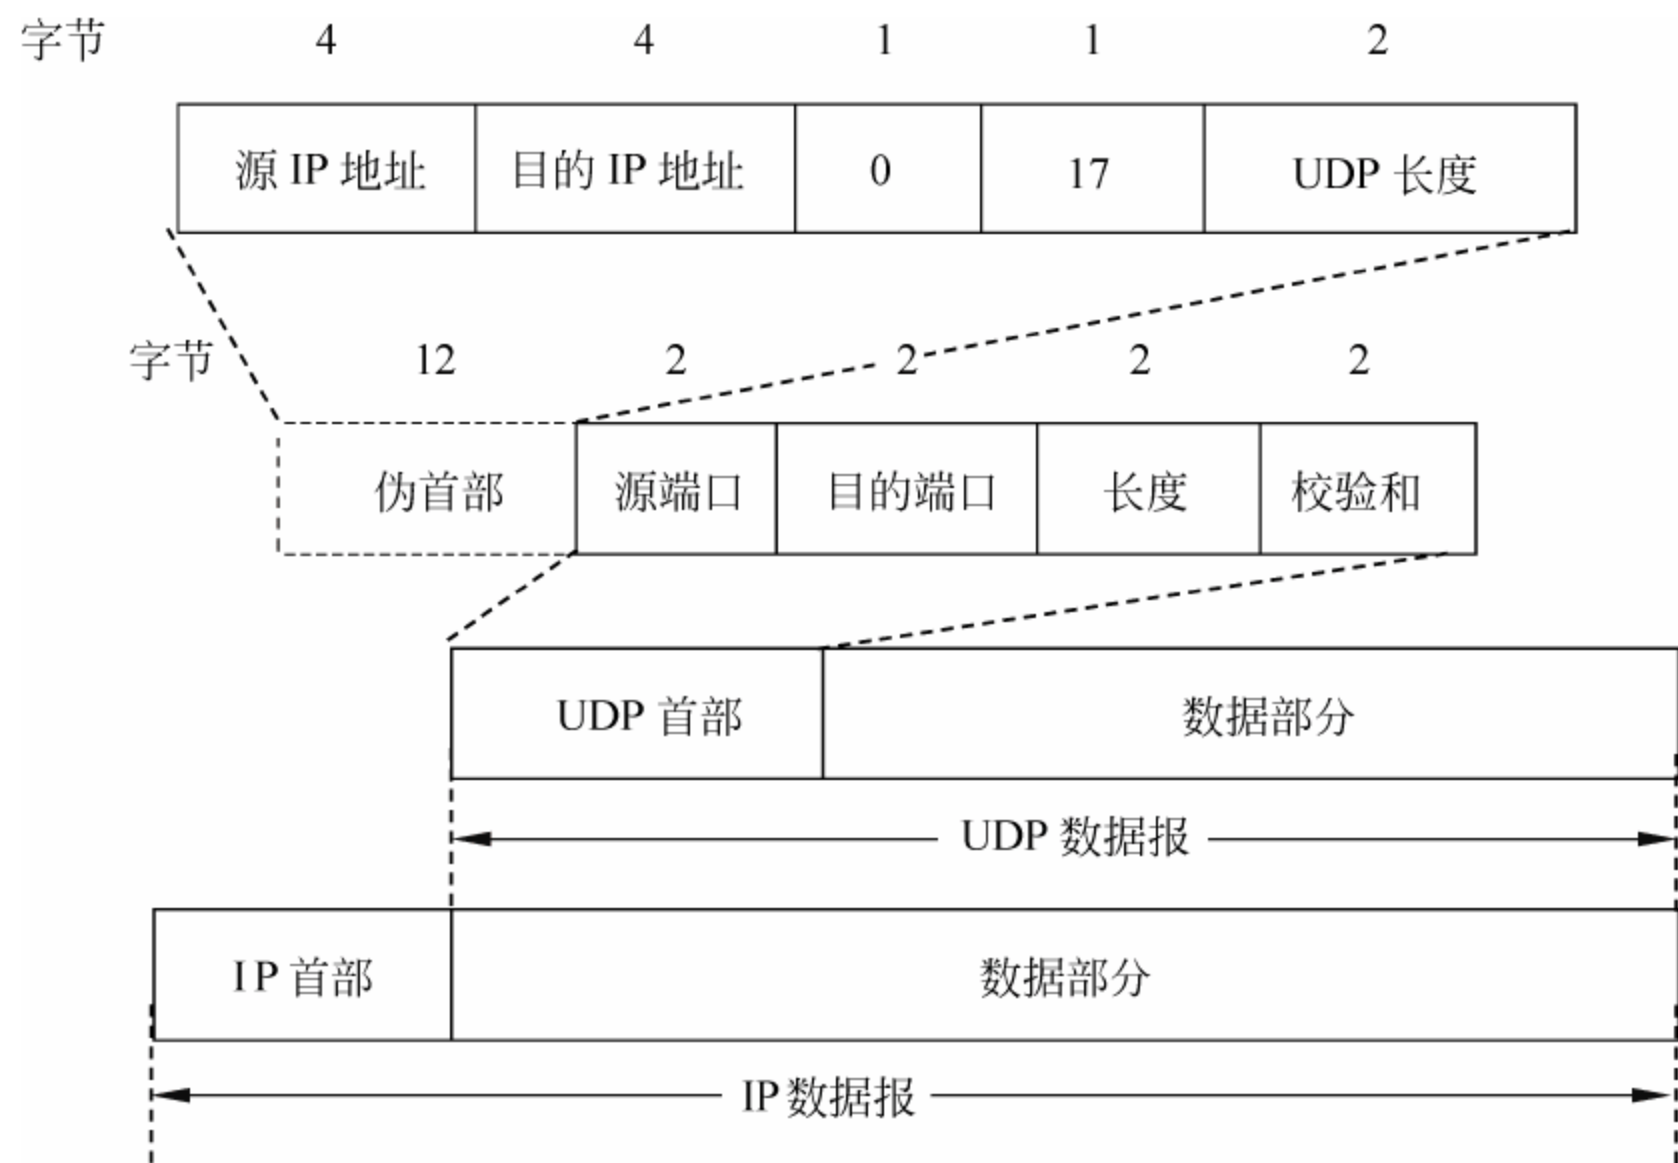 字节 4 4 1 1 2
源 IP 地址 目的 IP 地址 0 17 UDP 长度
字节 12 2 2 2 2
伪首部 源端口 目的端口 长度 校验和
UDP 首部 数据部分
UDP 数据报
IP 首部 数据部分
IP 数据报